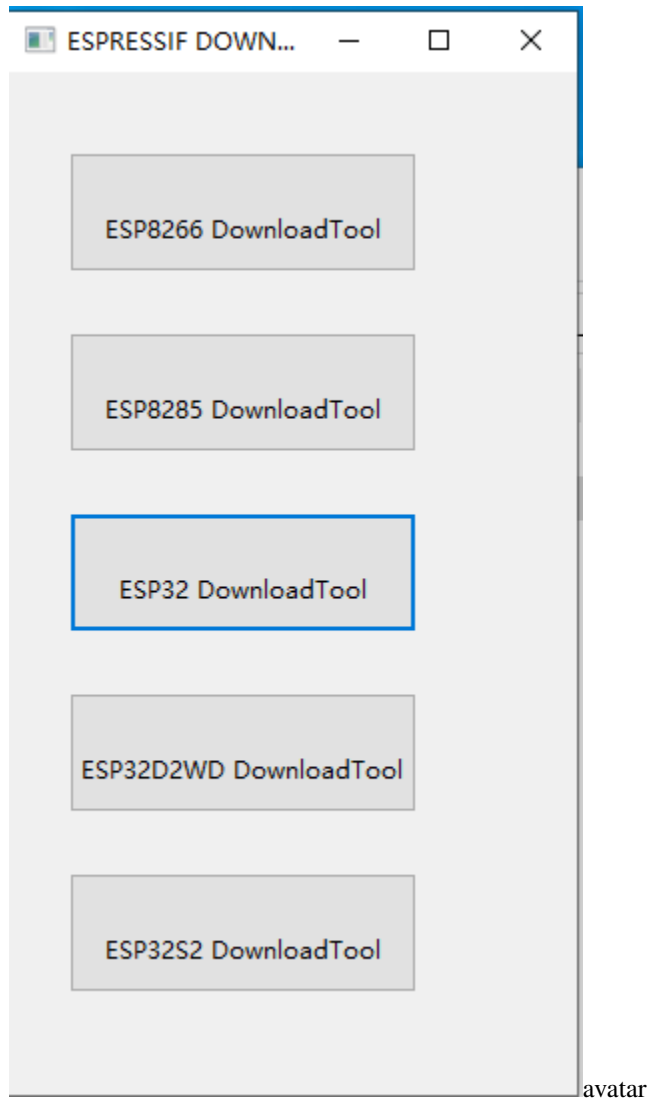 ESPRESSIF DOWN...
ESP8266 DownloadTool
ESP8285 DownloadTool
ESP32 DownloadTool
ESP32D2WD DownloadTool
ESP32S2 DownloadTool
avatar